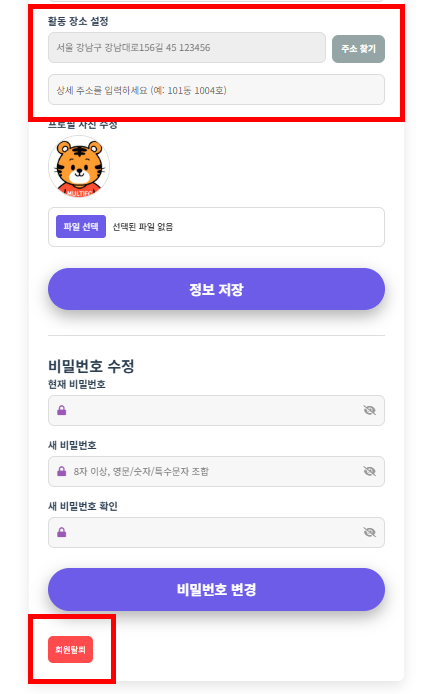 활동 장소 설정
서울 강남구 강남대로156길 45 123456
주소 찾기
상세 주소를 입력하세요 (예: 101동 1004호)
프로필 사진 수정
MULTIFC
파일 선택 선택된 파일 없음
정보 저장
비밀번호 수정
현재 비밀번호
새 비밀번호
8자 이상, 영문/숫자/특수문자 조합
새 비밀번호 확인
비밀번호 변경
회원탈퇴